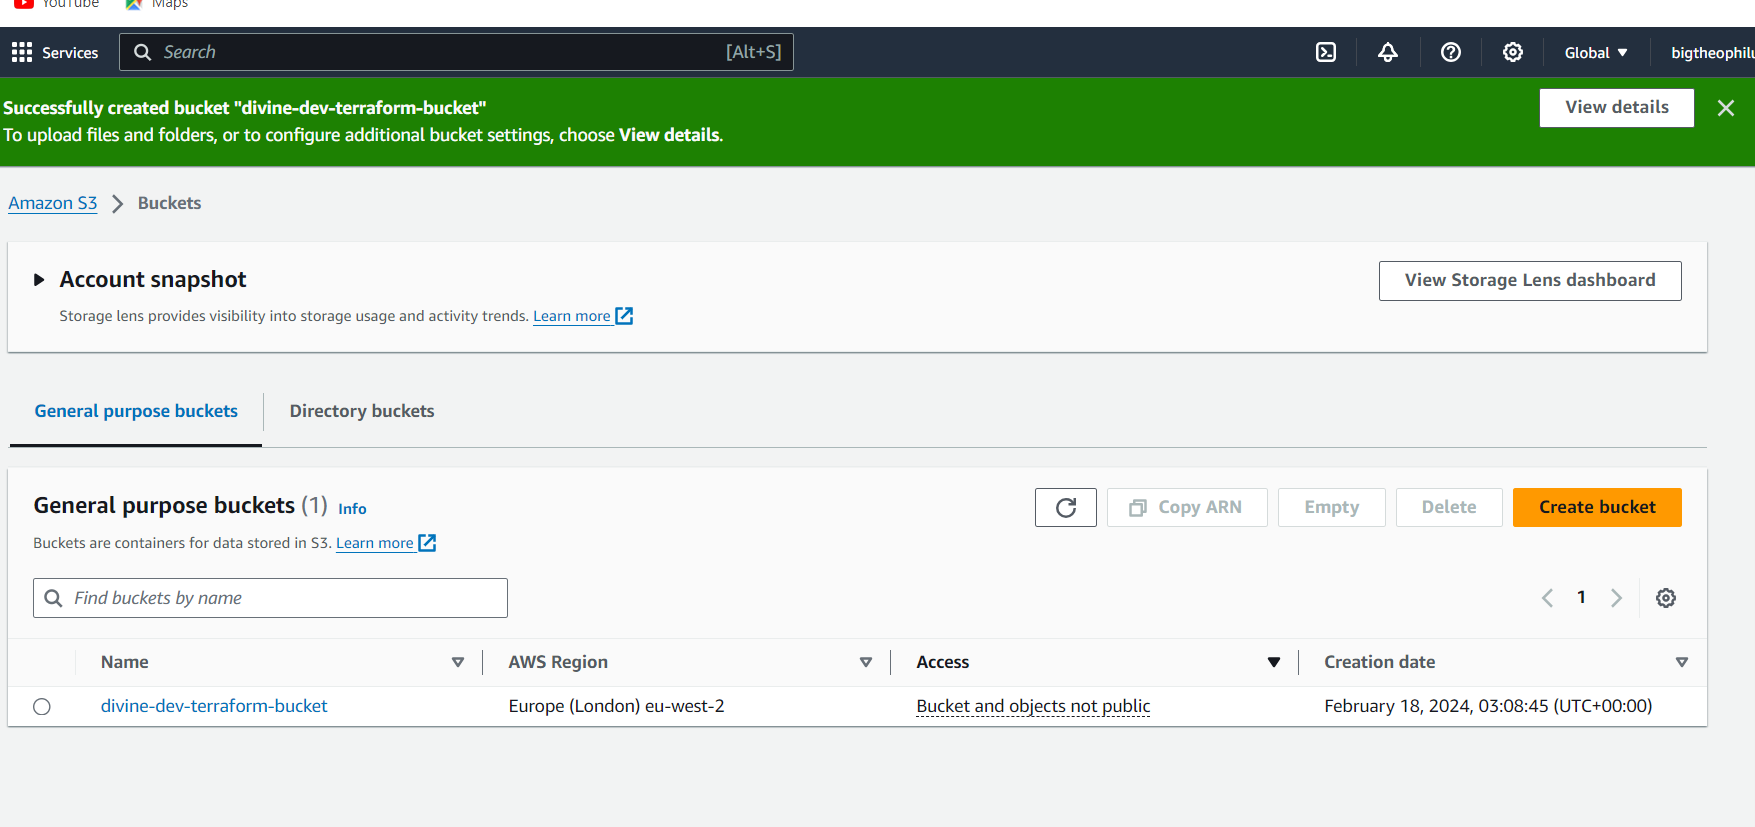 YouTube Maps
Services Search [Alt+S] Global bigtheophilu
Successfully created bucket "divine-dev-terraform-bucket"
To upload files and folders, or to configure additional bucket settings, choose View details.
View details
Amazon S3 Buckets
Account snapshot
Storage lens provides visibility into storage usage and activity trends. Learn more
View Storage Lens dashboard
General purpose buckets Directory buckets
General purpose buckets (1) Info
Buckets are containers for data stored in S3. Learn more
Copy ARN Empty Delete Create bucket
Find buckets by name
1
Name AWS Region Access Creation date
divine-dev-terraform-bucket Europe (London) eu-west-2 Bucket and objects not public February 18, 2024, 03:08:45 (UTC+00:00)